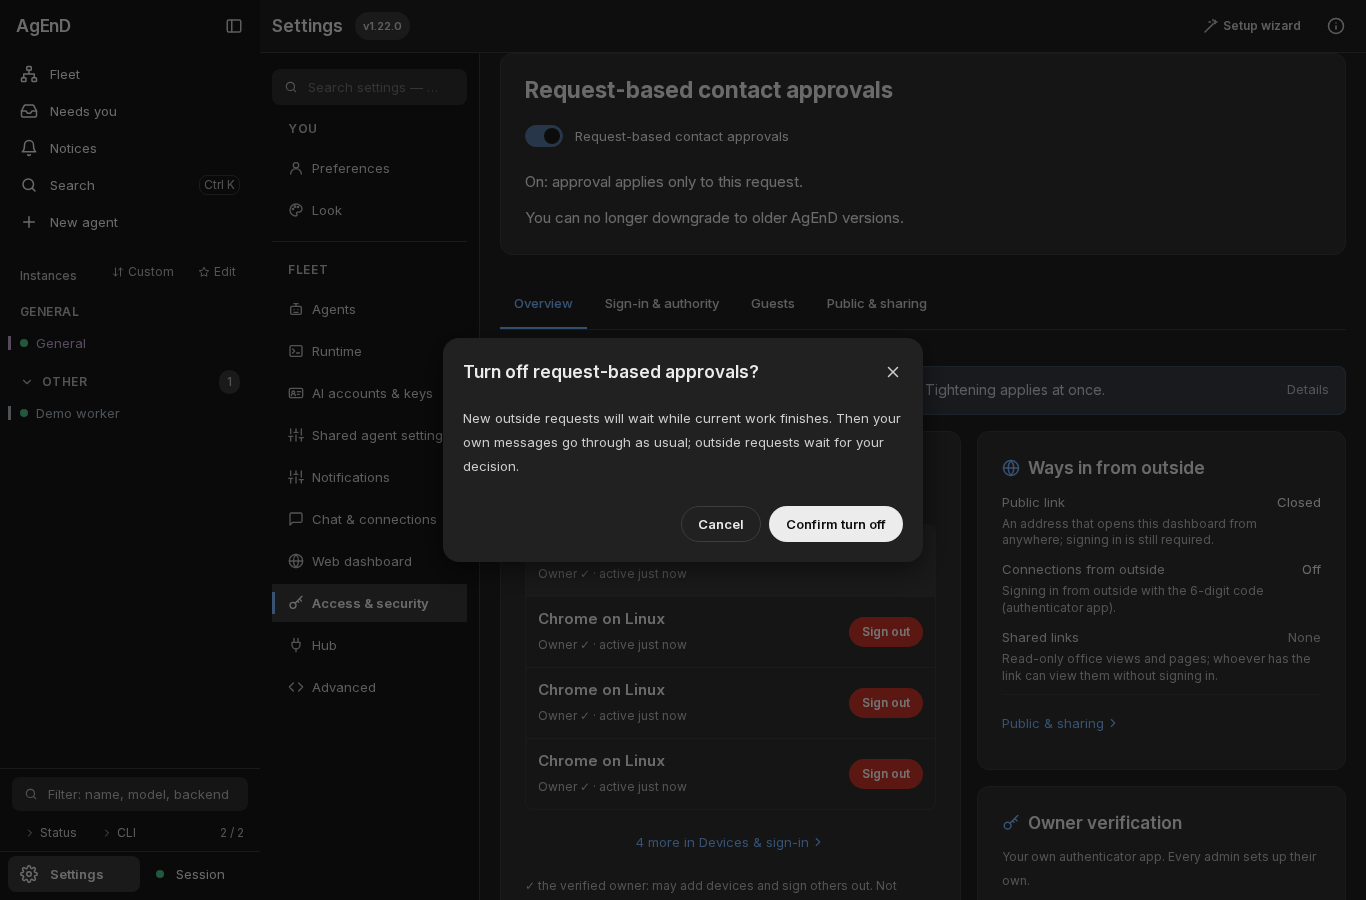 AgEnD
Fleet
Needs you
Notices
Search
Ctrl K
New agent
Instances
Custom
Edit
GENERAL
General
OTHER
1
Demo worker
Filter: name, model, backend
Status
CLI
2 / 2
Settings
Session
Settings
v1.22.0
Setup wizard
Search settings — …
YOU
Preferences
Look
FLEET
Agents
Runtime
AI accounts & keys
Shared agent setting
Notifications
Chat & connections
Web dashboard
Access & security
Hub
Advanced
Request-based contact approvals
Request-based contact approvals
On: approval applies only to this request.
You can no longer downgrade to older AgEnD versions.
Overview
Sign-in & authority
Guests
Public & sharing
Tightening applies at once.
Details
Turn off request-based approvals?
New outside requests will wait while current work finishes. Then your
own messages go through as usual; outside requests wait for your
decision.
Cancel
Confirm turn off
Owner ✓ · active just now
Chrome on Linux
Owner ✓ · active just now
Sign out
Chrome on Linux
Owner ✓ · active just now
Sign out
Chrome on Linux
Owner ✓ · active just now
Sign out
4 more in Devices & sign-in
✓ the verified owner: may add devices and sign others out. Not
Ways in from outside
Public link
Closed
An address that opens this dashboard from
anywhere; signing in is still required.
Connections from outside
Off
Signing in from outside with the 6-digit code
(authenticator app).
Shared links
None
Read-only office views and pages; whoever has the
link can view them without signing in.
Public & sharing
Owner verification
Your own authenticator app. Every admin sets up their
own.